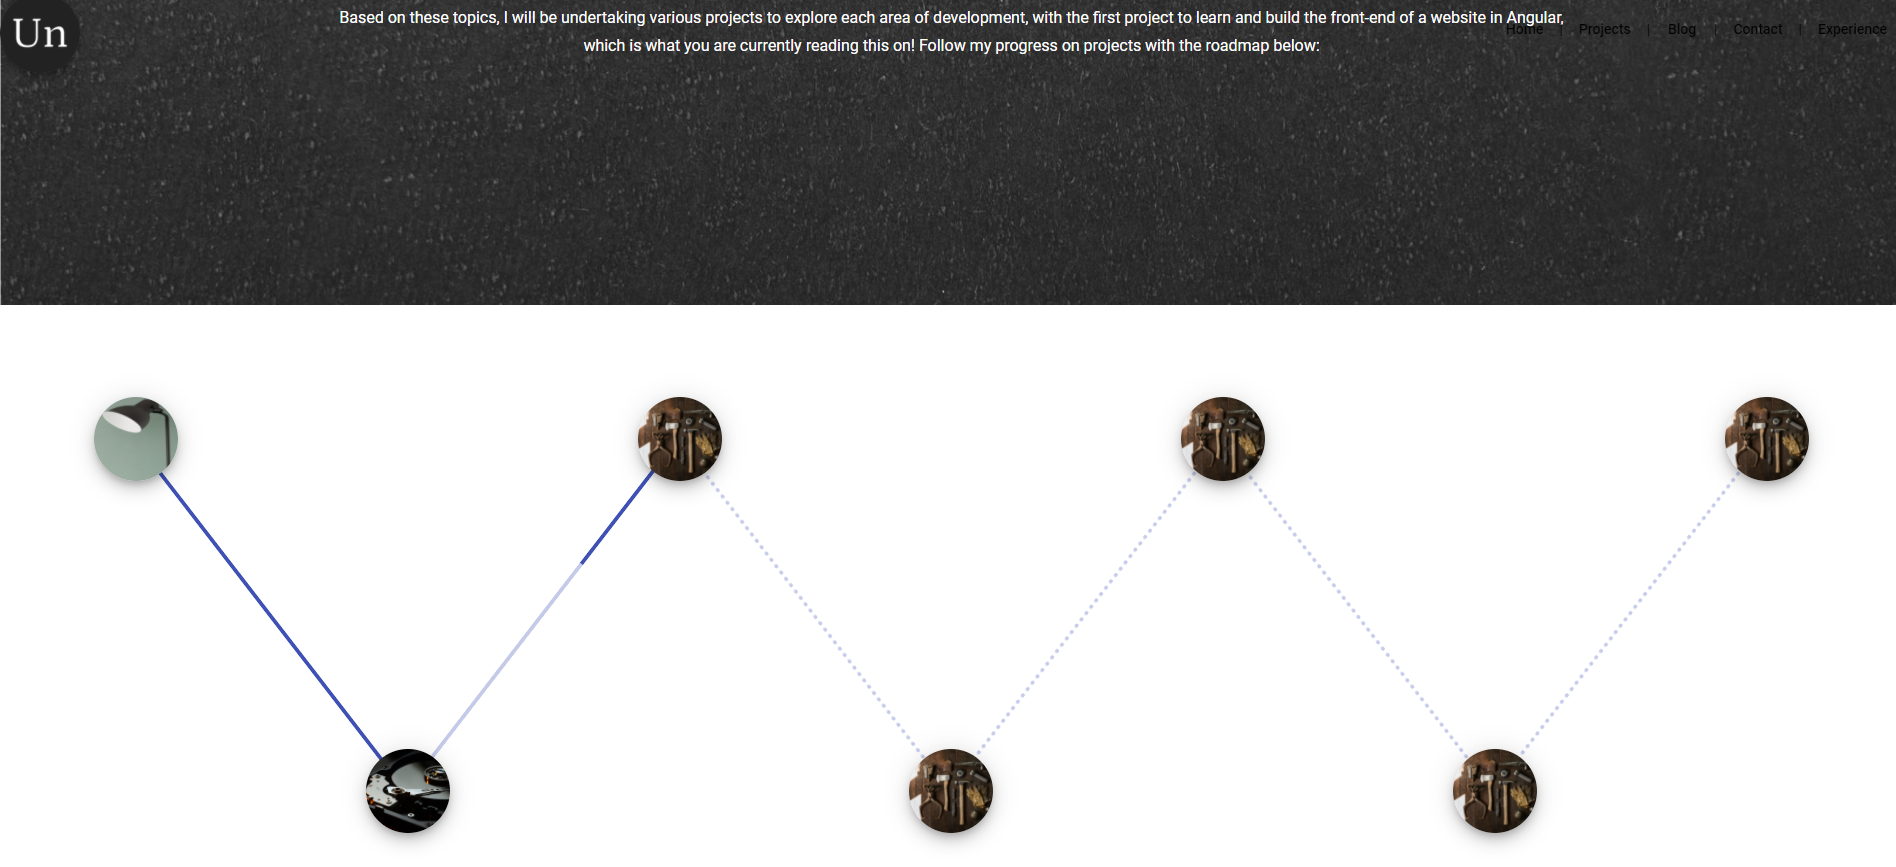 Un
Based on these topics, I will be undertaking various projects to explore each area of development, with the first project to learn and build the front-end of a website in Angular,
which is what you are currently reading this on! Follow my progress on projects with the roadmap below:
Home | Projects | Blog | Contact | Experience